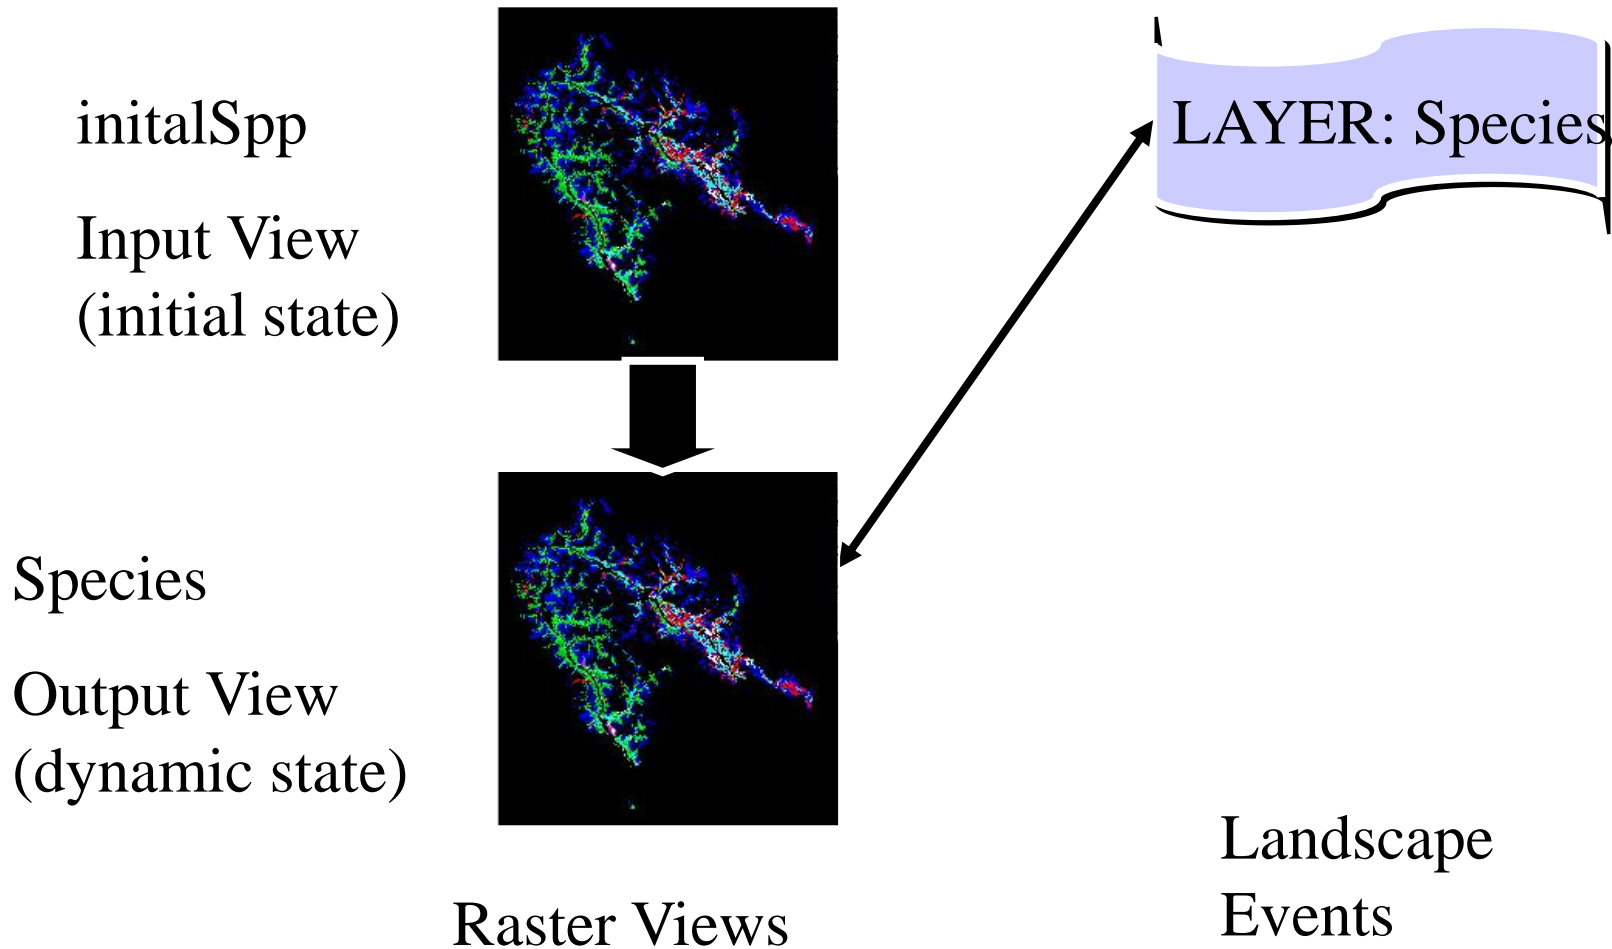 initalSpp
Input View
(initial state)
LAYER: Species
Species
Output View
(dynamic state)
Raster Views
Landscape
Events